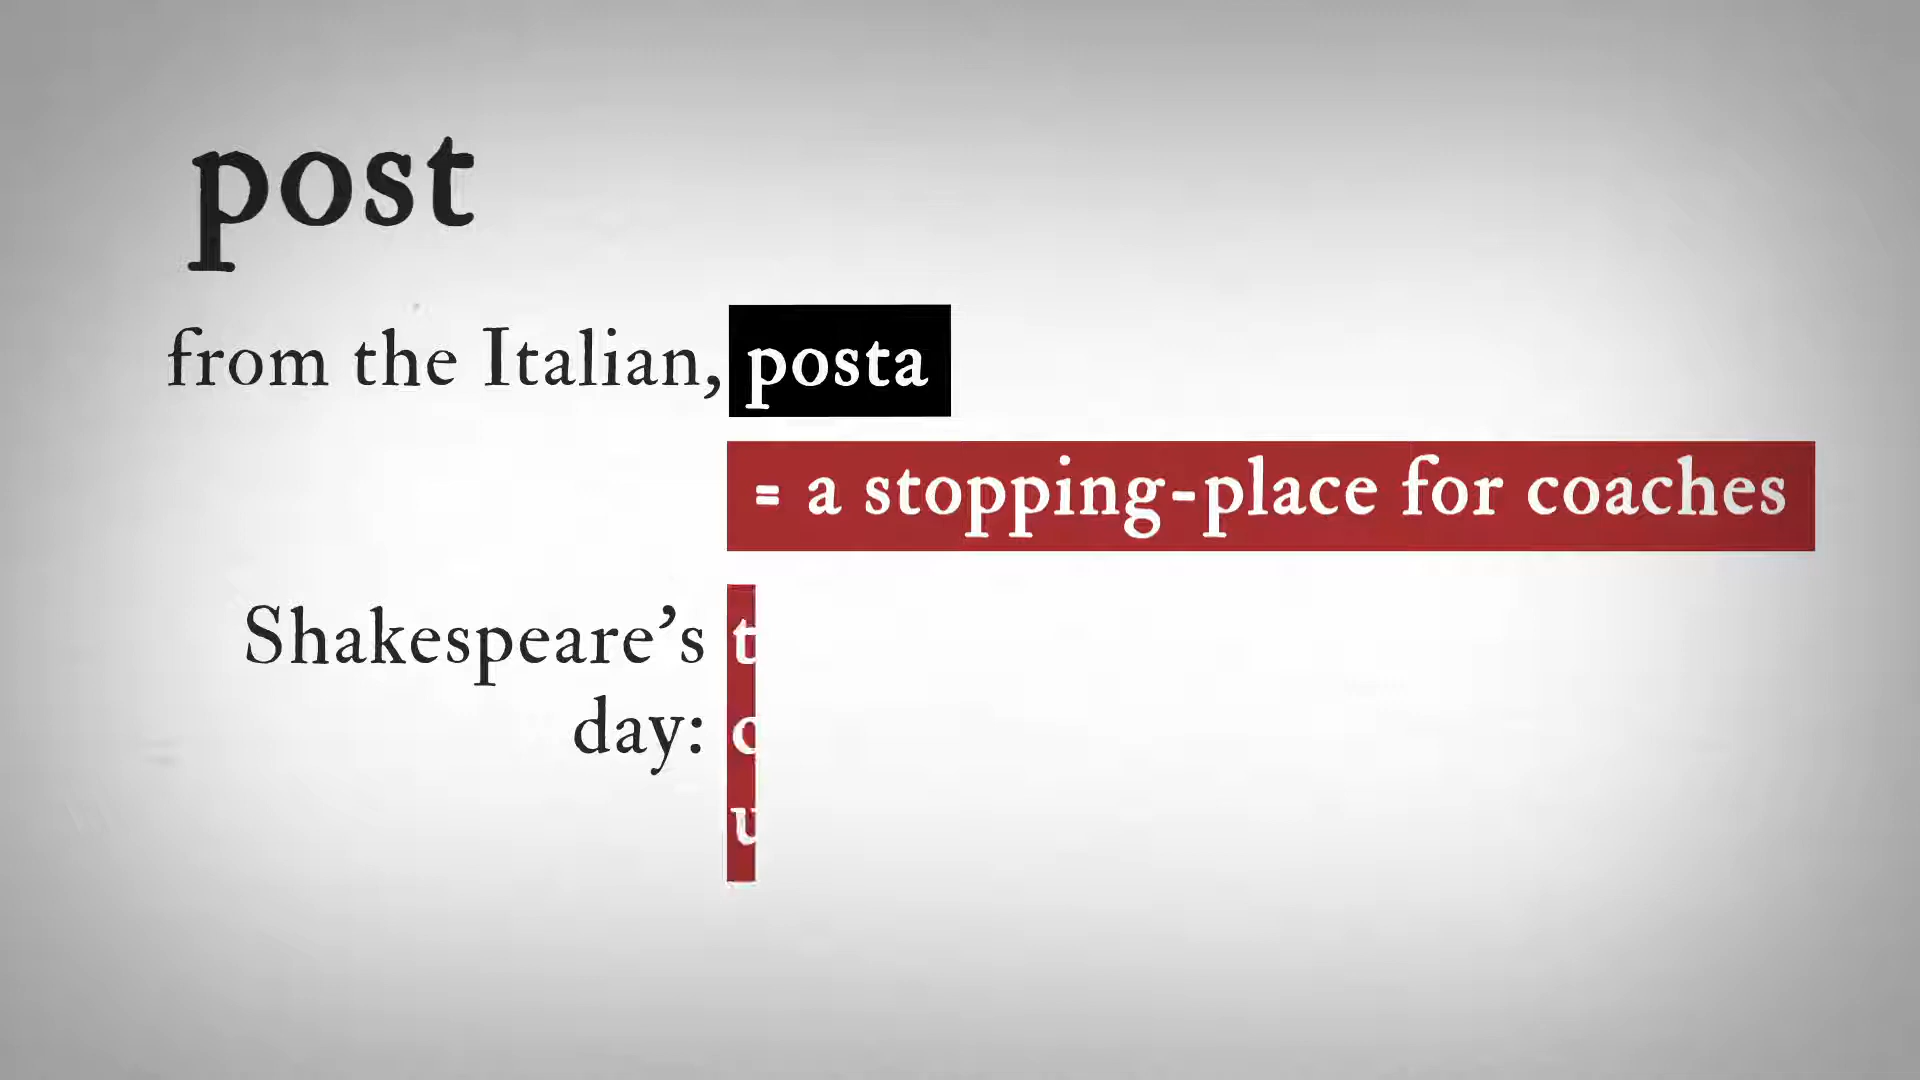 post
from the Italian, posta
= a stopping-place for coaches
Shakespeare's
day: